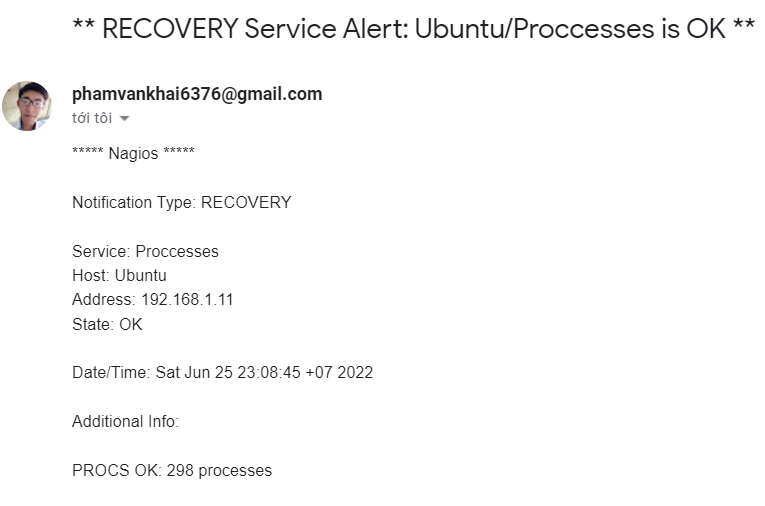 ** RECOVERY Service Alert: Ubuntu/Proccesses is OK **
phamvankhai6376@gmail.com
tới tôi
***** Nagios *****
Notification Type: RECOVERY
Service: Proccesses
Host: Ubuntu
Address: 192.168.1.11
State: OK
Date/Time: Sat Jun 25 23:08:45 +07 2022
Additional Info:
PROCS OK: 298 processes